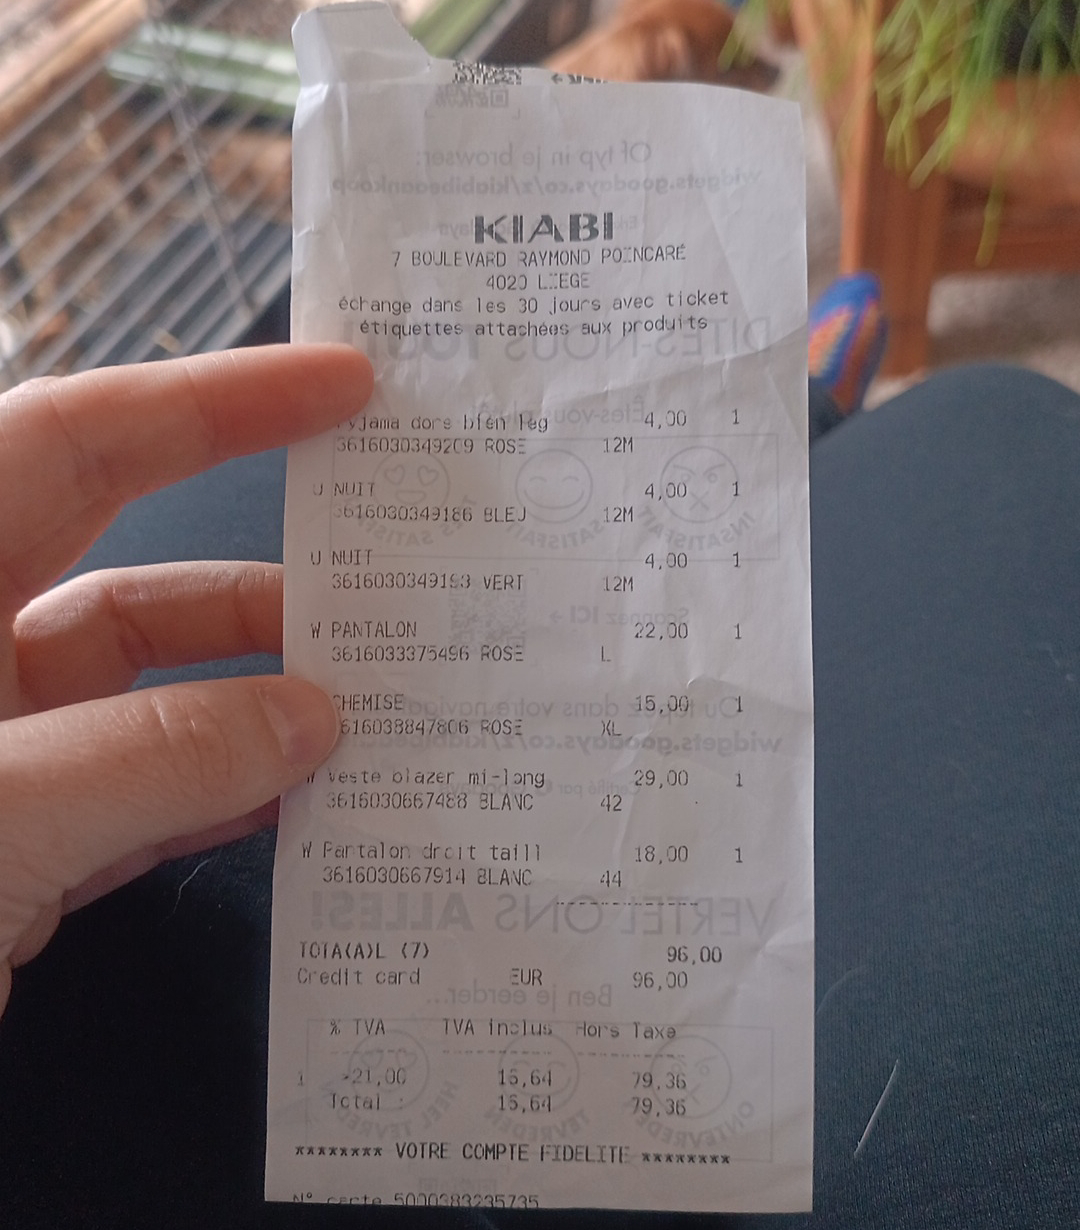 KIABI
7 BOULEVARD RAYMOND POINCARÉ
4020 LIEGE
échange dans les 30 jours avec ticket
étiquettes attachées aux produits
yjama dors bien leg 4,00 1
3616030349209 ROSE 12M
U NUIT 4,00 1
3616030349186 BLEU 12M
U NUIT 4,00 1
3616030349193 VERT 12M
W PANTALON 22,00 1
3616033375496 ROSE L
CHEMISE 15,00 1
616038847806 ROSE XL
W Veste blazer mi-long 29,00 1
3616030667488 BLANC 42
W Pantalon droit taill 18,00 1
3616030667914 BLANC 44
--------------
TOTA(A)L (7) 96,00
Credit card EUR 96,00
% TVA TVA inclus Hors Taxe
1 >21,00 16,64 79,36
Total : 16,64 79,36
******** VOTRE COMPTE FIDELITE ********
N° carte 5000383235735